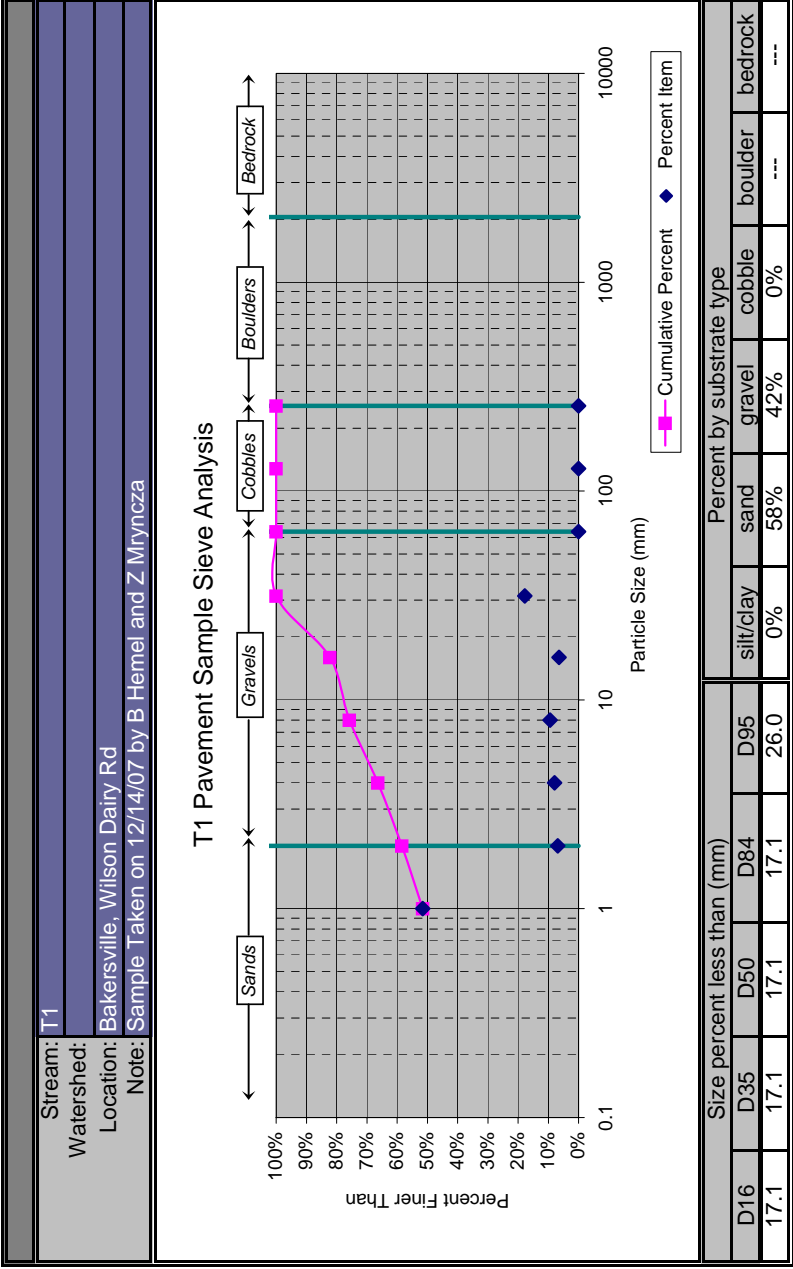 Stream: T1
Watershed:
Location: Bakersville, Wilson Dairy Rd
Note: Sample Taken on 12/14/07 by B Hemel and Z Mryncza
T1 Pavement Sample Sieve Analysis
Sands Gravels Cobbles Boulders Bedrock
100%
90%
80%
70%
60%
50%
40%
30%
20%
10%
0%
Percent Finer Than
0.1 1 10 100 1000 10000
Particle Size (mm)
Cumulative Percent Percent Item
Size percent less than (mm) Percent by substrate type
D16 D35 D50 D84 D95 silt/clay sand gravel cobble boulder bedrock
17.1 17.1 17.1 17.1 26.0 0% 58% 42% 0% --- ---